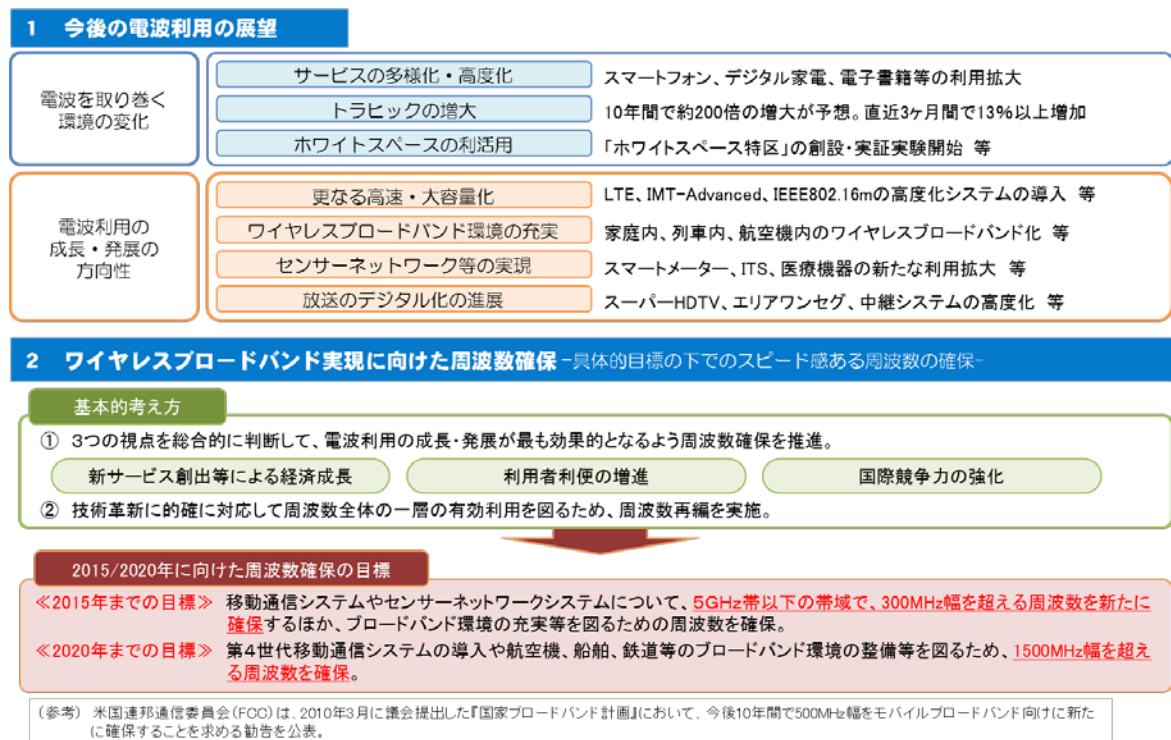 1 今後の電波利用の展望
電波を取り巻く
環境の変化
サービスの多様化・高度化
スマートフォン、デジタル家電、電子書籍等の利用拡大
トラヒックの増大
10年間で約200倍の増大が予想。直近3ヶ月間で13%以上増加
ホワイトスペースの利活用
「ホワイトスペース特区」の創設・実証実験開始 等
電波利用の
成長・発展の
方向性
更なる高速・大容量化
LTE、IMT-Advanced、IEEE802.16mの高度化システムの導入 等
ワイヤレスブロードバンド環境の充実
家庭内、列車内、航空機内のワイヤレスブロードバンド化 等
センサーネットワーク等の実現
スマートメーター、ITS、医療機器の新たな利用拡大 等
放送のデジタル化の進展
スーパーHDTV、エリアワンセグ、中継システムの高度化 等
2 ワイヤレスブロードバンド実現に向けた周波数確保 -具体的目標の下でのスピード感ある周波数の確保-
基本的考え方
① 3つの視点を総合的に判断して、電波利用の成長・発展が最も効果的となるよう周波数確保を推進。
新サービス創出等による経済成長
利用者利便の増進
国際競争力の強化
② 技術革新に的確に対応して周波数全体の一層の有効利用を図るため、周波数再編を実施。
2015/2020年に向けた周波数確保の目標
≪2015年までの目標≫ 移動通信システムやセンサーネットワークシステムについて、5GHz帯以下の帯域で、300MHz幅を超える周波数を新たに
確保するほか、ブロードバンド環境の充実等を図るための周波数を確保。
≪2020年までの目標≫ 第4世代移動通信システムの導入や航空機、船舶、鉄道等のブロードバンド環境の整備等を図るため、1500MHz幅を超え
る周波数を確保。
(参考) 米国連邦通信委員会(FCC)は、2010年3月に議会提出した『国家ブロードバンド計画』において、今後10年間で500MHz幅をモバイルブロードバンド向けに新た
に確保することを求める勧告を公表。